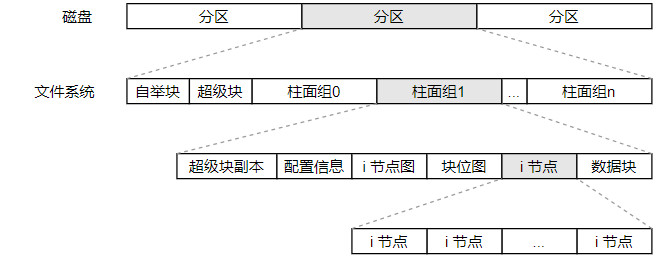 磁盘 分区 分区 分区
文件系统 自举块 超级块 柱面组0 柱面组1 ... 柱面组n
超级块副本 配置信息 i 节点图 块位图 i 节点 数据块
i 节点 i 节点 ... i 节点